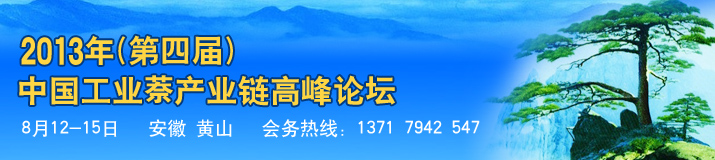 2013年(第四届)
中国工业萘产业链高峰论坛
8月12-15日 安徽 黄山 会务热线：1371 7942 547